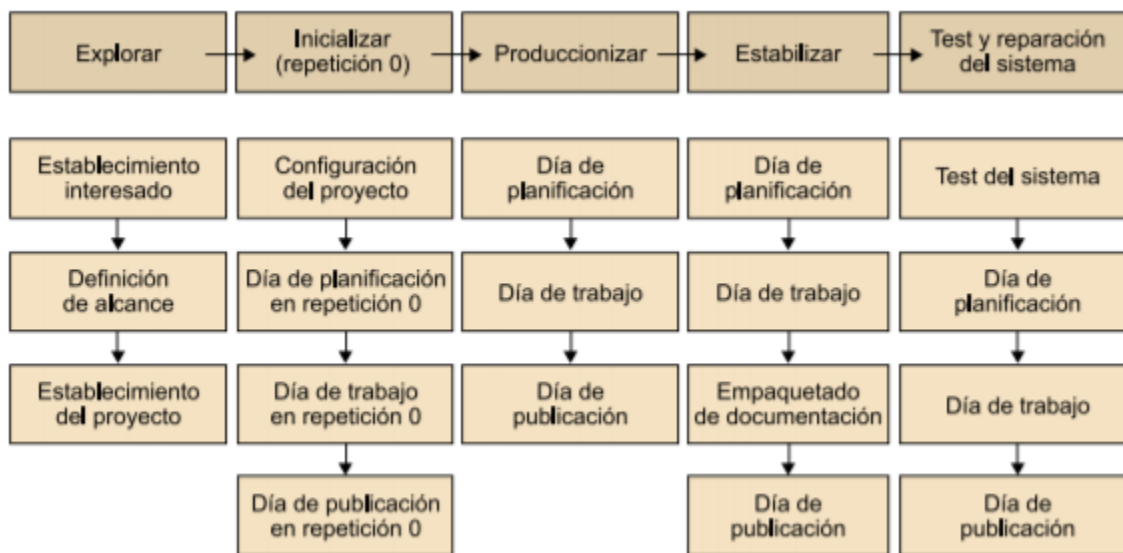 Explorar
Inicializar
(repetición 0)
Produccionizar
Estabilizar
Test y reparación
del sistema
Establecimiento
interesado
Definición
de alcance
Establecimiento
del proyecto
Configuración
del proyecto
Día de planificación
en repetición 0
Día de trabajo
en repetición 0
Día de publicación
en repetición 0
Día de
planificación
Día de trabajo
Día de
publicación
Día de
planificación
Día de trabajo
Empaquetado
de documentación
Día de
publicación
Test del sistema
Día de
planificación
Día de trabajo
Día de
publicación